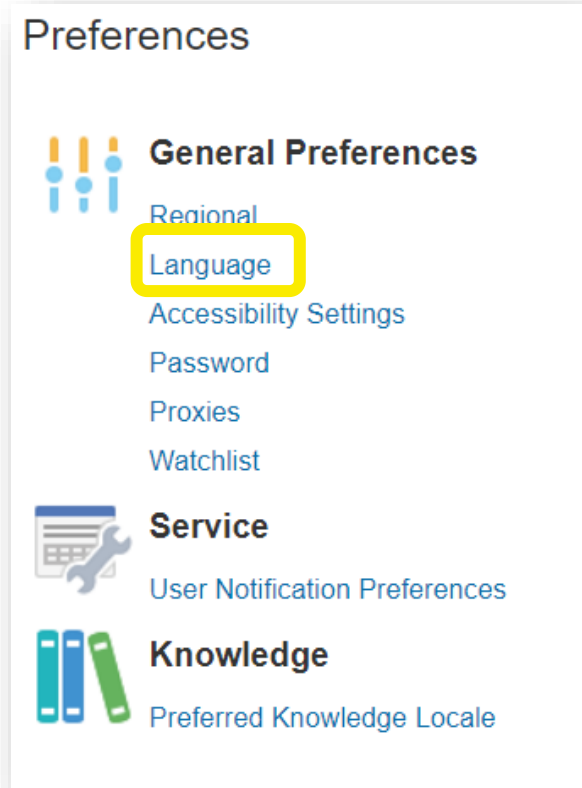 Preferences
General Preferences
Regional
Language
Accessibility Settings
Password
Proxies
Watchlist
Service
User Notification Preferences
Knowledge
Preferred Knowledge Locale